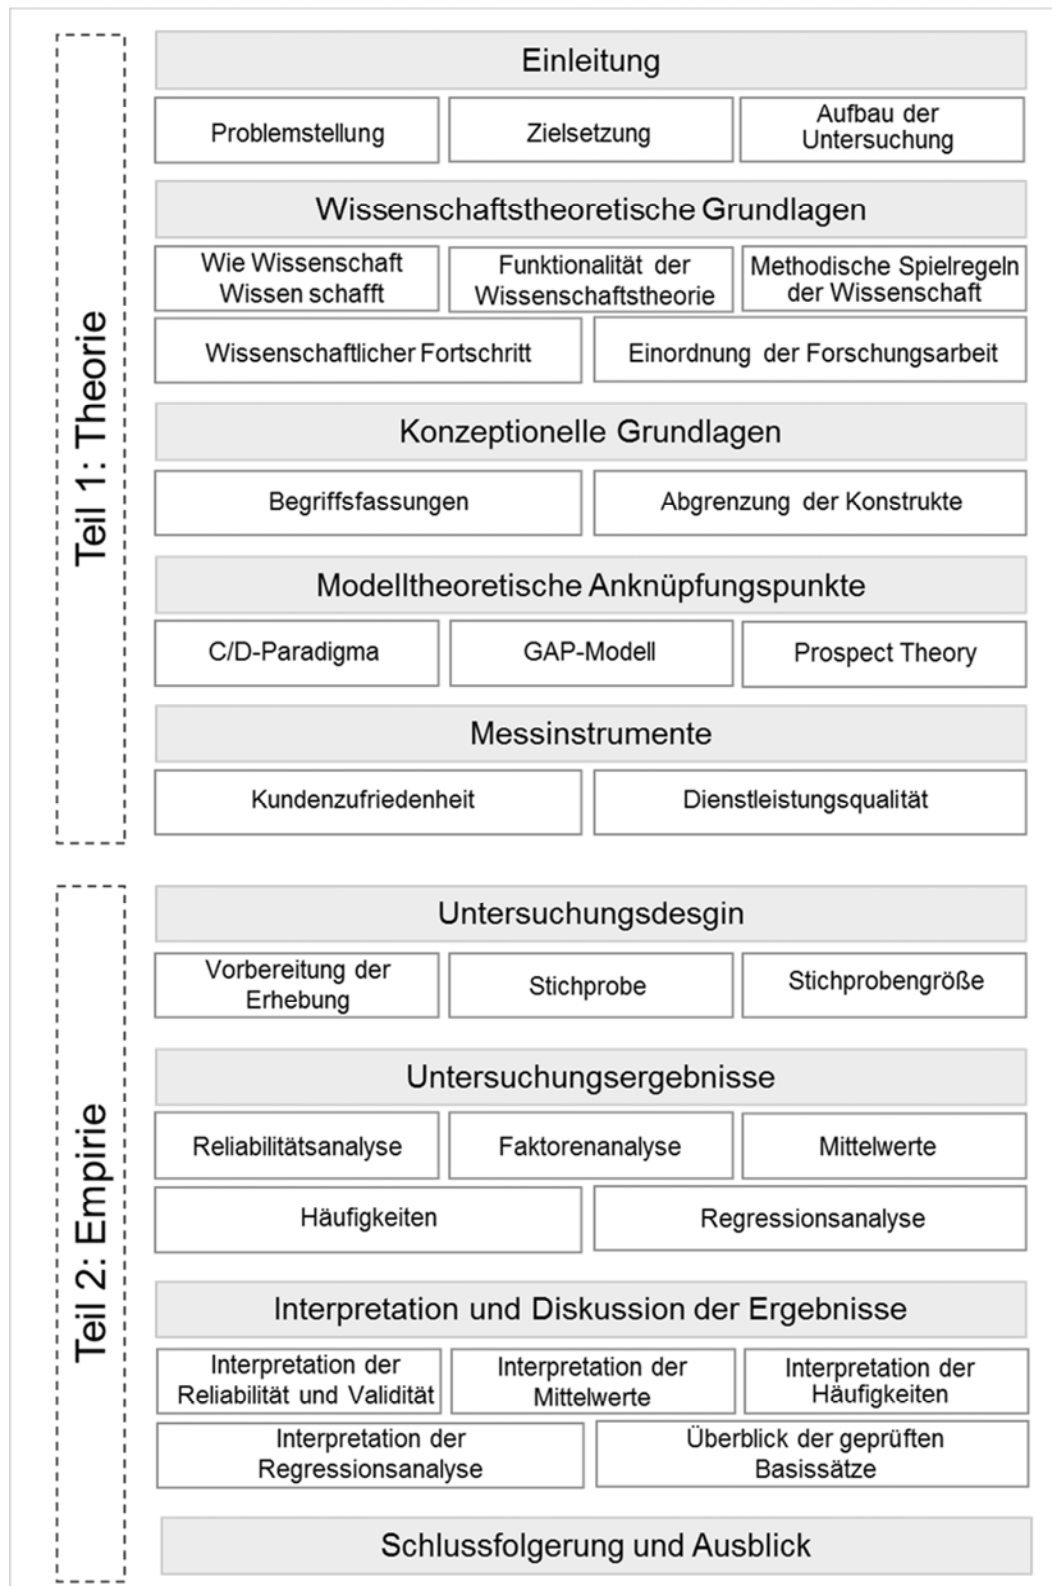 Teil 1: Theorie
Einleitung
Problemstellung
Zielsetzung
Aufbau der
Untersuchung
Wissenschaftstheoretische Grundlagen
Wie Wissenschaft
Wissen schafft
Funktionalität der
Wissenschaftstheorie
Methodische Spielregeln
der Wissenschaft
Wissenschaftlicher Fortschritt
Einordnung der Forschungsarbeit
Konzeptionelle Grundlagen
Begriffsfassungen
Abgrenzung der Konstrukte
Modelltheoretische Anknüpfungspunkte
C/D-Paradigma
GAP-Modell
Prospect Theory
Messinstrumente
Kundenzufriedenheit
Dienstleistungsqualität
Teil 2: Empirie
Untersuchungsdesgin
Vorbereitung der
Erhebung
Stichprobe
Stichprobengröße
Untersuchungsergebnisse
Reliabilitätsanalyse
Faktorenanalyse
Mittelwerte
Häufigkeiten
Regressionsanalyse
Interpretation und Diskussion der Ergebnisse
Interpretation der
Reliabilität und Validität
Interpretation der
Mittelwerte
Interpretation der
Häufigkeiten
Interpretation der
Regressionsanalyse
Überblick der geprüften
Basissätze
Schlussfolgerung und Ausblick